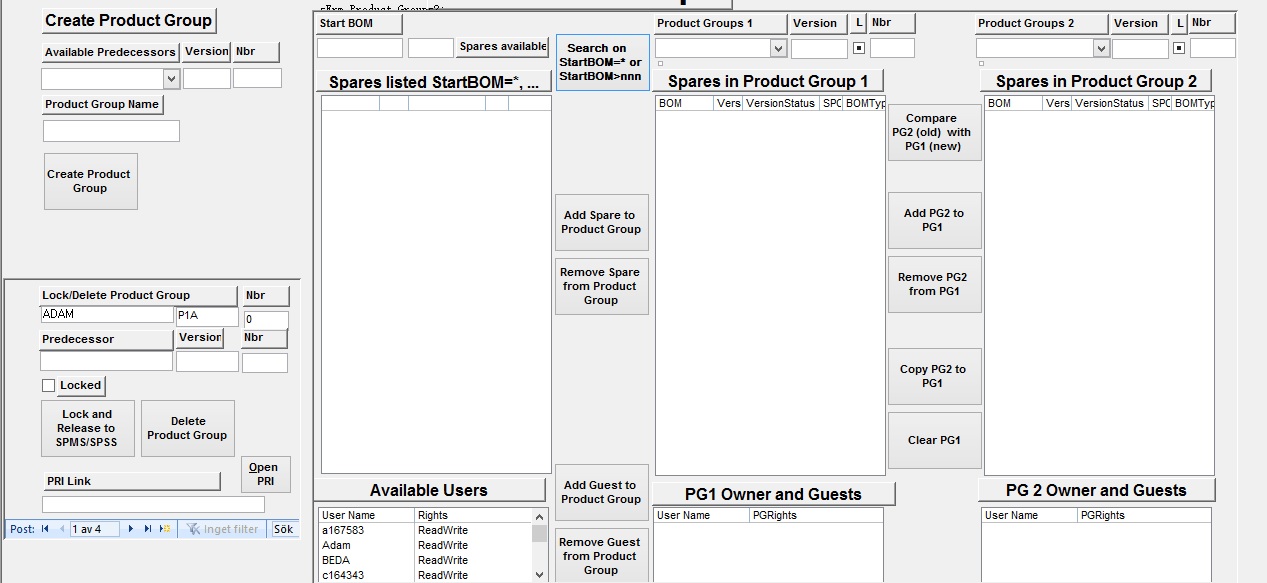 Create Product Group
Available Predecessors Version Nbr
Product Group Name
Create Product
Group
Lock/Delete Product Group Nbr
ADAM P1A 0
Predecessor Version Nbr
Locked
Lock and
Release to
SPMS/SPSS
Delete
Product Group
Open
PRI
PRI Link
Post: 1 av 4 Inget filter Sök
Start BOM
Spares available
Search on
StartBOM=* or
StartBOM>nnn
Spares listed StartBOM=*, ...
Add Spare to
Product Group
Remove Spare
from Product
Group
Available Users
User Name Rights
a167583 ReadWrite
Adam ReadWrite
BEDA ReadWrite
c164343 ReadWrite
Add Guest to
Product Group
Remove Guest
from Product
Group
Product Groups 1 Version L Nbr
Spares in Product Group 1
BOM Vers VersionStatus SPC BOMTyp
Compare
PG2 (old) with
PG1 (new)
Add PG2 to
PG1
Remove PG2
from PG1
Copy PG2 to
PG1
Clear PG1
PG1 Owner and Guests
User Name PGRights
Product Groups 2 Version L Nbr
Spares in Product Group 2
BOM Vers VersionStatus SPC BOMTyp
PG 2 Owner and Guests
User Name PGRights